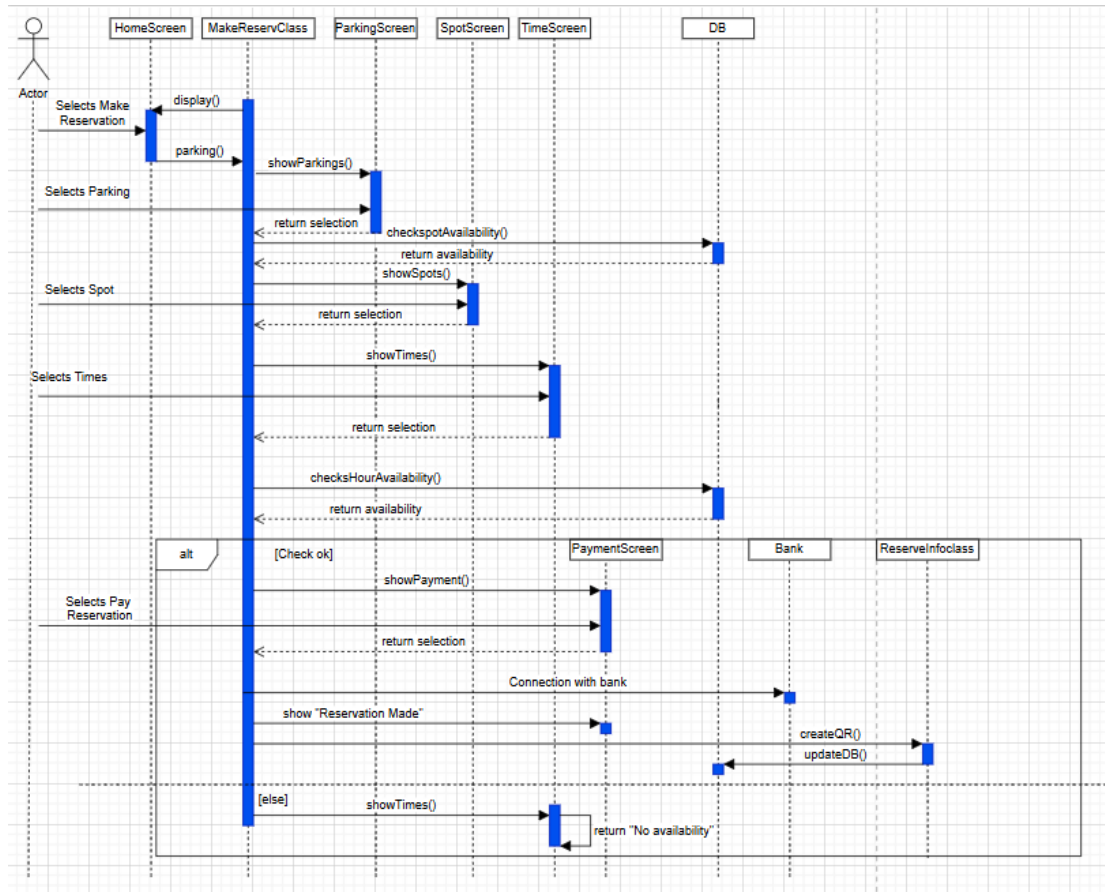 HomeScreen
MakeReservClass
ParkingScreen
SpotScreen
TimeScreen
DB
Actor
display()
Selects Make
Reservation
parking()
showParkings()
Selects Parking
return selection
checkspotAvailability()
return availability
showSpots()
Selects Spot
return selection
showTimes()
Selects Times
return selection
checksHourAvailability()
return availability
alt
[Check ok]
PaymentScreen
Bank
ReserveInfoclass
showPayment()
Selects Pay
Reservation
return selection
Connection with bank
show "Reservation Made"
createQR()
updateDB()
[else]
showTimes()
return "No availability"